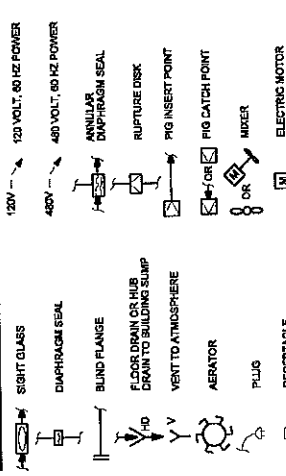 SIGHT GLASS
DIAPHRAGM SEAL
BLIND FLANGE
HD
FLOOR DRAIN OR HUB
DRAIN TO BUILDING SUMP
V
VENT TO ATMOSPHERE
AERATOR
PLUG
120V
120 VOLT, 60 HZ POWER
480V
480 VOLT, 60 HZ POWER
ANNULAR
DIAPHRAGM SEAL
RUPTURE DISK
PIG INSERT POINT
OR
PIG CATCH POINT
OR
M
MIXER
M
ELECTRIC MOTOR